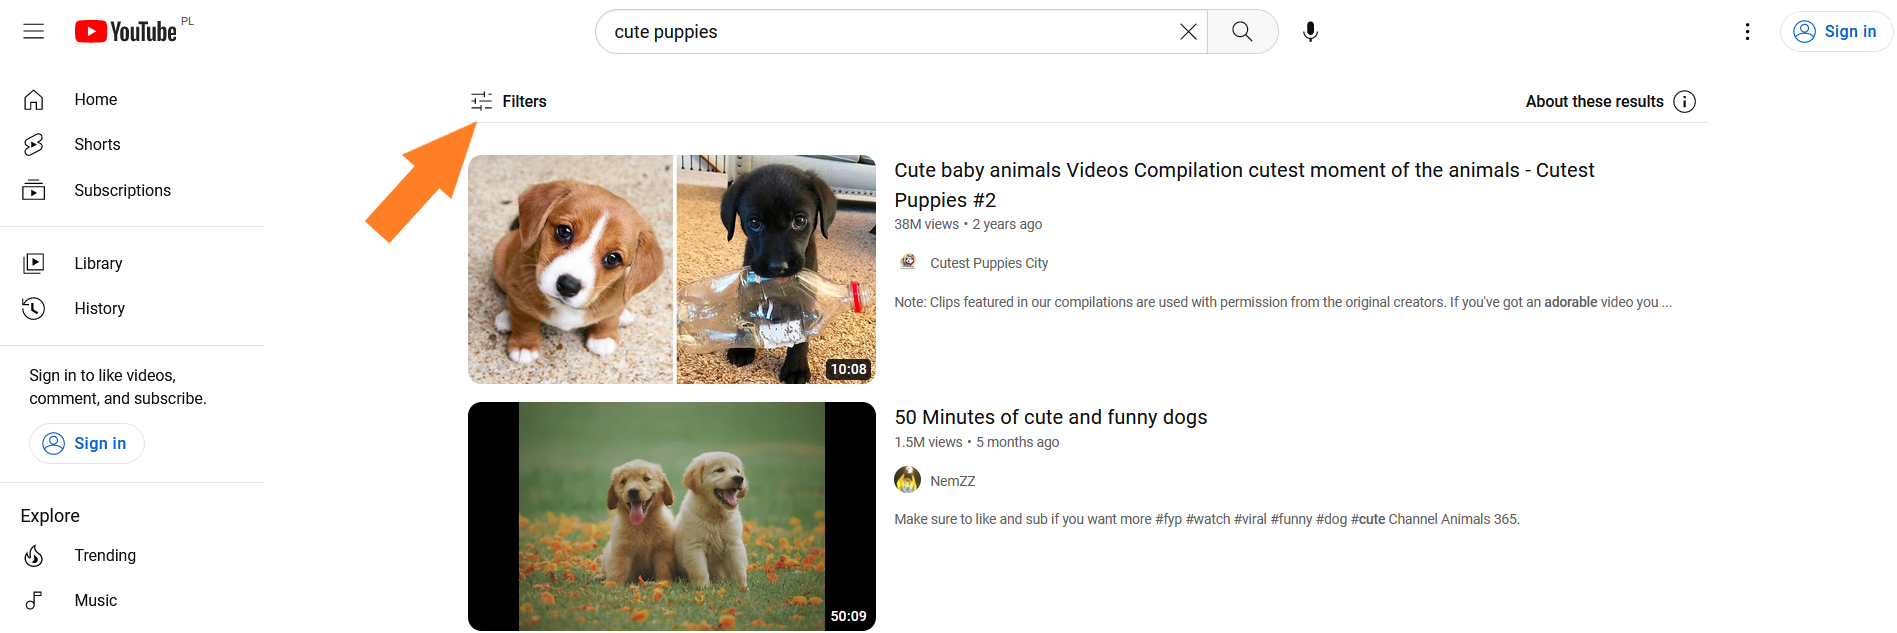 YouTube PL
cute puppies
Sign in
Home
Shorts
Subscriptions
Library
History
Sign in to like videos,
comment, and subscribe.
Sign in
Explore
Trending
Music
Filters
About these results
10:08
Cute baby animals Videos Compilation cutest moment of the animals - Cutest
Puppies #2
38M views • 2 years ago
Cutest Puppies City
Note: Clips featured in our compilations are used with permission from the original creators. If you've got an adorable video you ...
50:09
50 Minutes of cute and funny dogs
1.5M views • 5 months ago
NemZZ
Make sure to like and sub if you want more #fyp #watch #viral #funny #dog #cute Channel Animals 365.